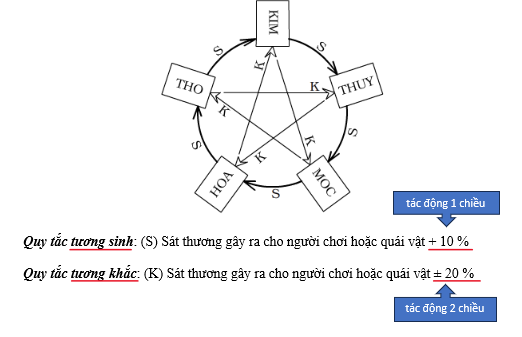 KIM
S
S
K
THO
K
THUY
K
S
S
K
K
HOA
S
MOC
tác động 1 chiều
Quy tắc tương sinh: (S) Sát thương gây ra cho người chơi hoặc quái vật + 10 %
Quy tắc tương khắc: (K) Sát thương gây ra cho người chơi hoặc quái vật ± 20 %
tác động 2 chiều